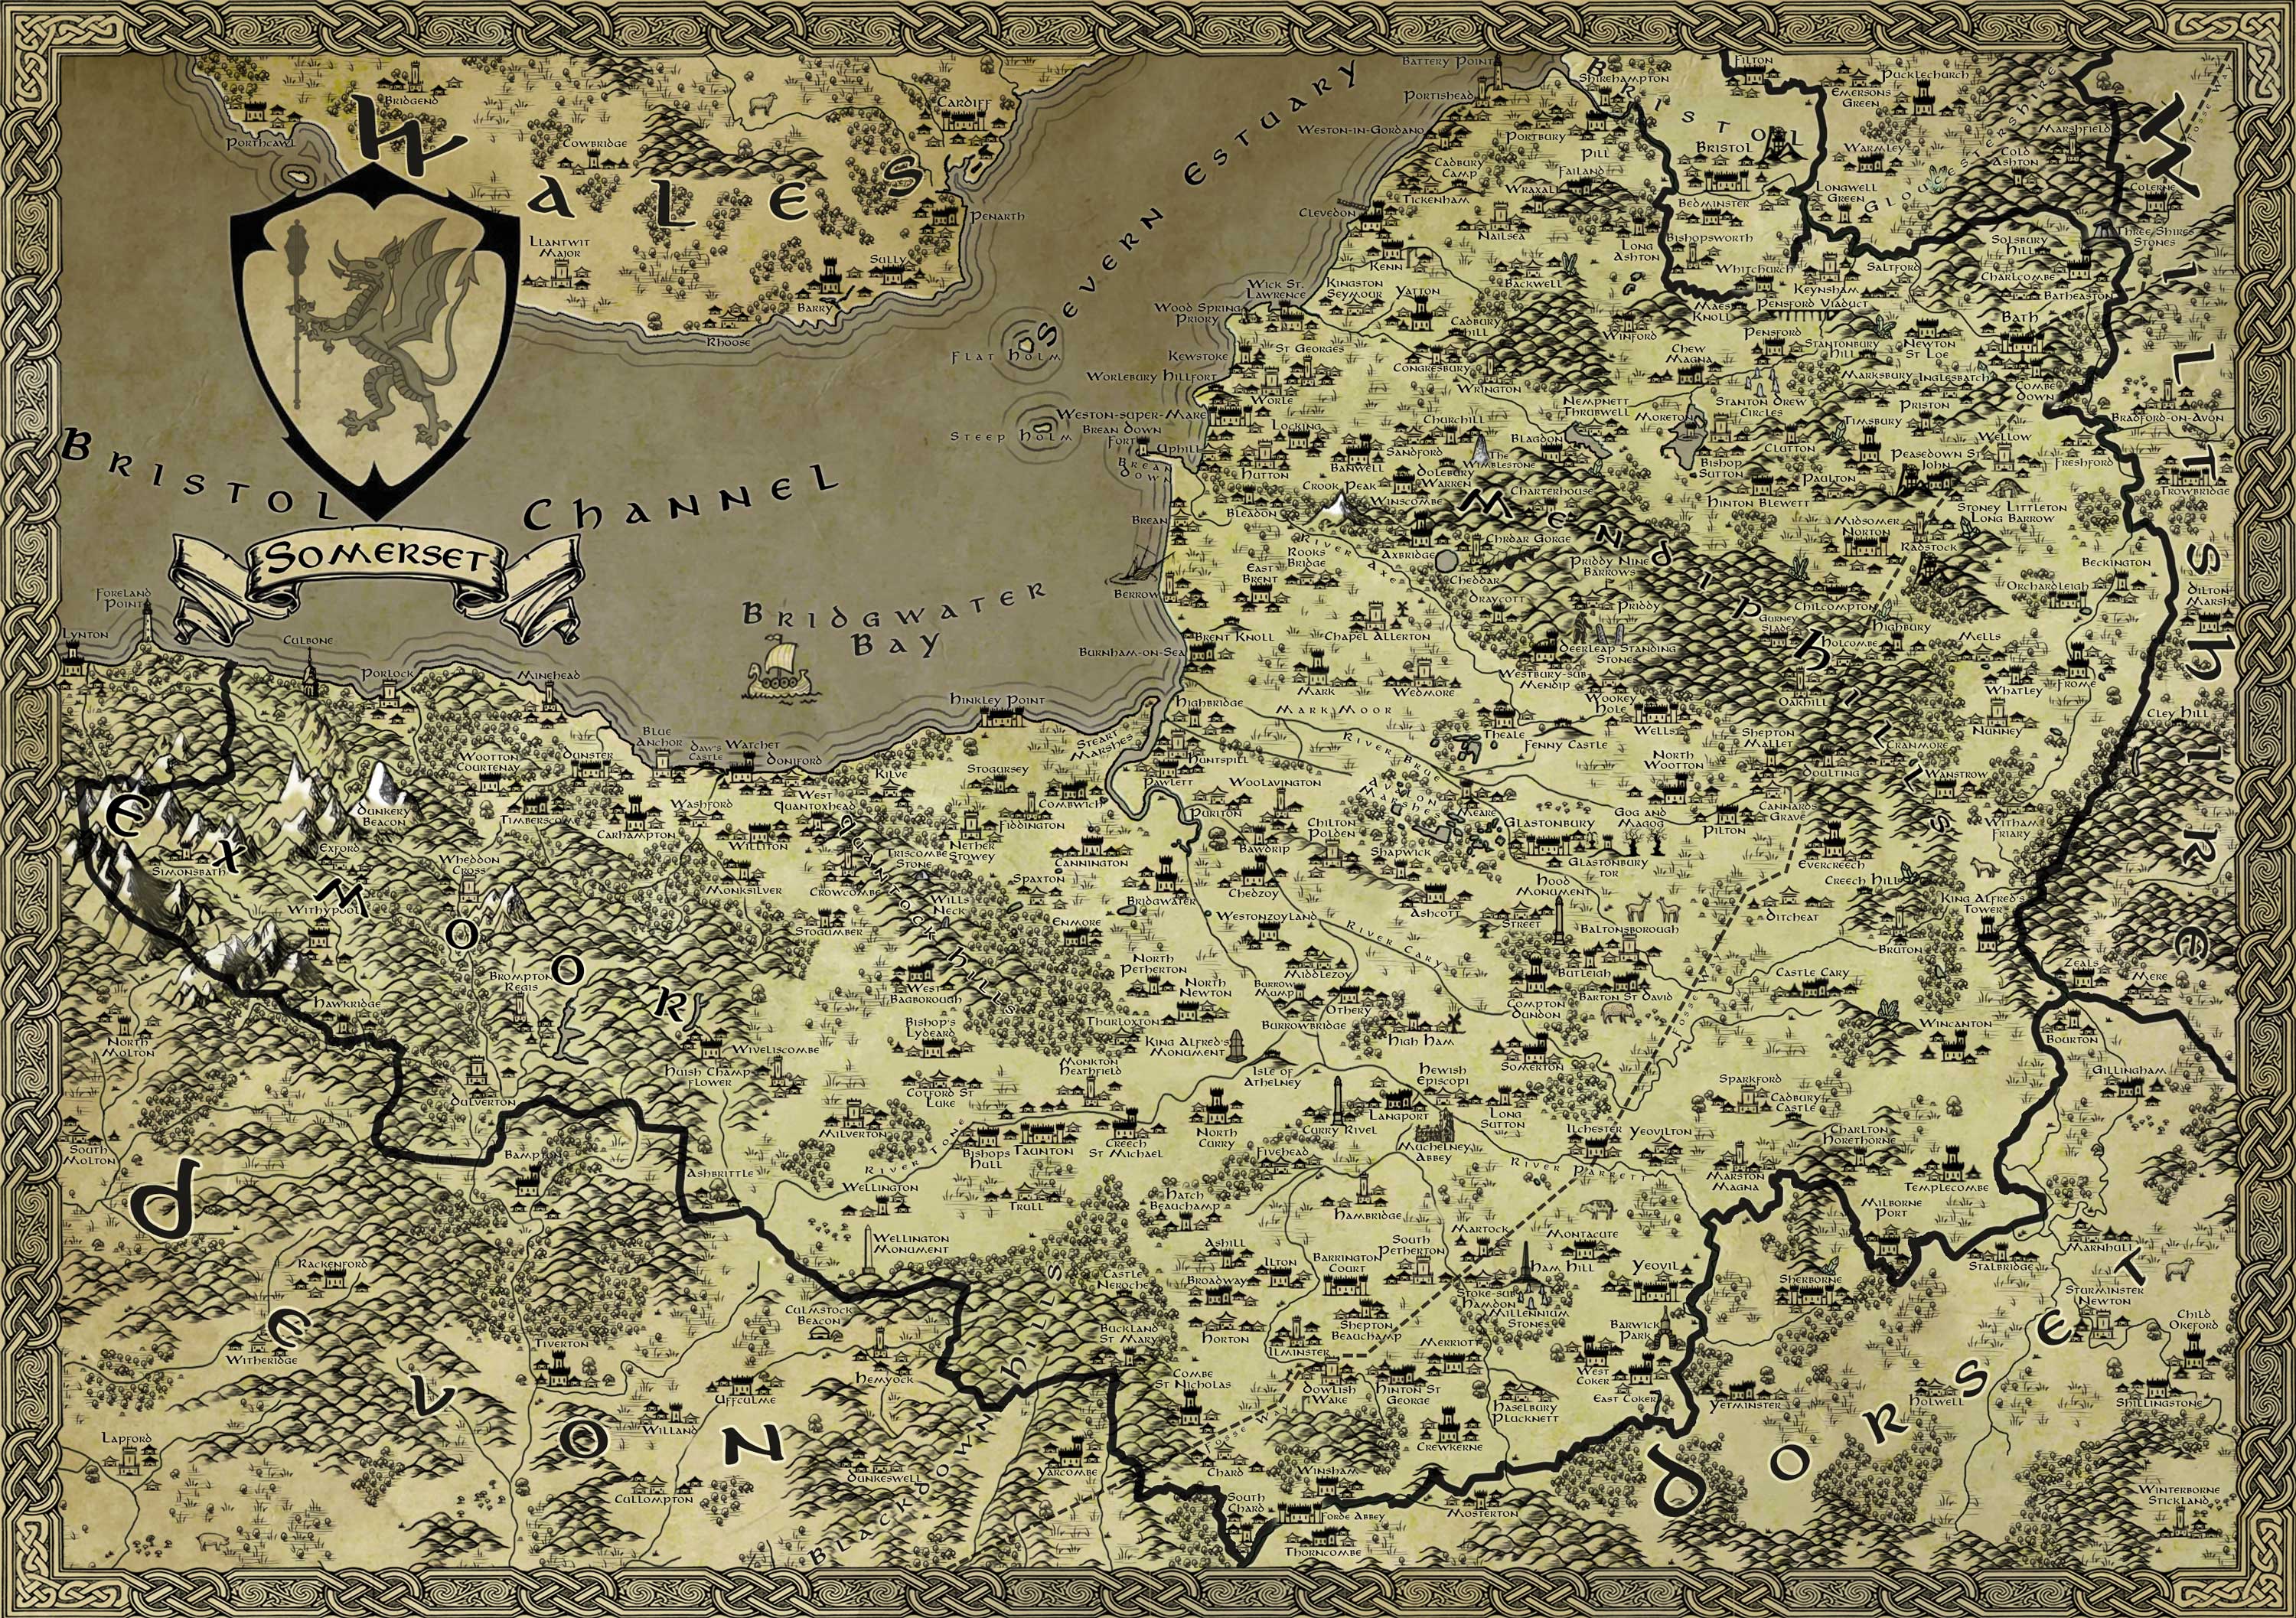 Wales
Bridgend
Porthcawl
Cowbridge
Cardiff
Penarth
Llantwit
Major
Sully
Barry
Rhoose
Severn Estuary
Flat Holm
Steep Holm
Bristol Channel
Somerset
Bridgwater
Bay
Battery Point
Portishead
Weston-in-Gordano
Portbury
Shirehampton
Pill
Failand
Cadbury
Camp
Wraxall
Tickenham
Clevedon
Nailsea
Kenn
Long
Ashton
Backwell
Bristol
Bristol
Bedminster
Bishopsworth
Whitchurch
Maes
Knoll
Filton
Emersons
Green
Pucklechurch
Warmley
Longwell
Green
Gloucestershire
Marshfield
Cold
Ashton
Colerne
Three Shires
Stones
Wiltshire
Fosse Way
Solsbury
Hill
Charlcombe
Batheaston
Bath
Saltford
Keynsham
Pensford Viaduct
Pensford
Stantonbury
Hill
Newton
St Loe
Marksbury
Inglesbatch
Combe
Down
Priston
Timsbury
Stanton Drew
Circles
Chew
Magna
Winford
Wick St.
Lawrence
Kingston
Seymour
Yatton
Wood Spring
Priory
Cadbury
Hill
Kewstoke
St Georges
Congresbury
Wrington
Worlebury Hillfort
Worle
Weston-super-Mare
Brean Down
Fort
Uphill
Brean
Down
Locking
Hutton
Banwell
Churchill
Sandford
Dolebury
Warren
The
Wimblestone
Blagdon
Nempnett
Thrubwell
Moreton
Bishop
Sutton
Clutton
Paulton
Hinton Blewett
Peasedown St
John
Wellow
Freshford
Bradford-on-Avon
Trowbridge
Stoney Littleton
Long Barrow
Midsomer
Norton
Radstock
Beckington
Orchardleigh
Dilton
Marsh
Crook Peak
Winscombe
Bleadon
Charterhouse
Mendip Hills
Brean
River Axe
Rooks
Bridge
Axbridge
Chrdar Gorge
Cheddar
Priddy Nine
Barrows
East
Brent
Draycott
Priddy
Berrow
Brent Knoll
Chapel Allerton
Deerleap Standing
Stones
Chilcompton
Gurney
Slade
Highbury
Holcombe
Mells
Burnham-on-Sea
Mark
Wedmore
Westbury-sub
Mendip
Wookey
Hole
Wells
Oakhill
Whatley
Frome
Cley Hill
Nunney
Highbridge
Mark Moor
Theale
Fenny Castle
North
Wootton
Shepton
Mallet
Doulting
Cranmore
Wanstrow
Foreland
Point
Lynton
Culbone
Porlock
Minehead
Hinkley Point
Blue
Anchor
Daw's
Castle
Watchet
Doniford
Steart
Marshes
Huntspill
Pawlett
Woolavington
River Brue
Avalon
Marshes
Meare
Wootton
Courtenay
Dunster
Dunkery
Beacon
Timberscombe
Carhampton
Washford
Williton
West
Quantoxhead
Kilve
Stogursey
Combwich
Fiddington
Puriton
Bawdrip
Chilton
Polden
Shapwick
Glastonbury
Gog and
Magog
Glastonbury
Tor
Pilton
Cannards
Grave
Witham
Friary
Evercreech
Creech Hill
Exmoor
Exford
Simonsbath
Wheddon
Cross
Withypool
Monksilver
Crowcombe
Triscombe
Stone
Nether
Stowey
Cannington
Quantock Hills
Spaxton
Wills
Neck
Stogumber
Enmore
Bridgwater
Chedzoy
Westonzoyland
Ashcott
Hood
Monument
Street
Baltonsborough
Ditcheat
King Alfred's
Tower
Bruton
River Cary
Brompton
Regis
Hawkridge
West
Bagborough
North
Petherton
North
Newton
Middlezoy
Burrow
Mump
Othery
Burrowbridge
Butleigh
Barton St David
Compton
Dundon
Castle Cary
Zeals
Mere
Fosse Way
Bourton
Gillingham
Wincanton
North
Molton
Wiveliscombe
Huish Champ
Flower
Bishop's
Lydeard
Thurloxton
King Alfred's
Monument
High Ham
Monkton
Heathfield
Isle of
Athelney
Huish
Episcopi
Somerton
Sparkford
Cadbury
Castle
Dulverton
Cotford St
Luke
Milverton
River Tone
Bishops
Hull
Taunton
Creech
St Michael
North
Curry
Curry Rivel
Langport
Long
Sutton
Muchelney
Abbey
Ilchester
Yeovilton
Charlton
Horethorne
South
Molton
Bampton
Ashbrittle
Wellington
Trull
Hatch
Beauchamp
Fivehead
Hambridge
River Parrett
Marston
Magna
Templecombe
Milborne
Port
Devon
Wellington
Monument
Rackenford
Ashill
Ilton
Barrington
Court
South
Petherton
Martock
Montacute
Ham Hill
Yeovil
Sherborne
Stalbridge
Marnhull
Sturminster
Newton
Child
Okeford
Castle
Neroche
Broadway
Horton
Stoke-sub
Hamdon
Millennium
Stones
Barwick
Park
Shepton
Beauchamp
Merriott
Ilminster
Culmstock
Beacon
Buckland
St Mary
Witheridge
Tiverton
Hemyock
Uffculme
Combe
St Nicholas
Dowlish
Wake
Hinton St
George
Haselbury
Plucknett
West
Coker
East Coker
Yetminster
Holwell
Shillingstone
Dorset
Willand
Lapford
Cullompton
Dunkeswell
Blackdown Hills
Yarcombe
Fosse Way
Chard
Crewkerne
Winsham
South
Chard
Forde Abbey
Mosterton
Thorncombe
Winterborne
Stickland